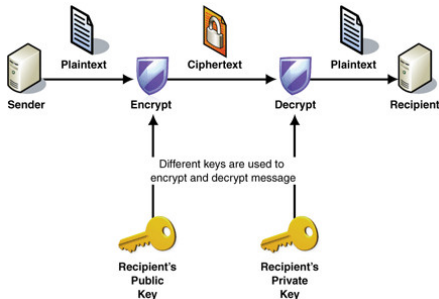 Plaintext
Ciphertext
Plaintext
Sender
Encrypt
Decrypt
Recipient
Different keys are used to
encrypt and decrypt message
Recipient's
Public
Key
Recipient's
Private
Key